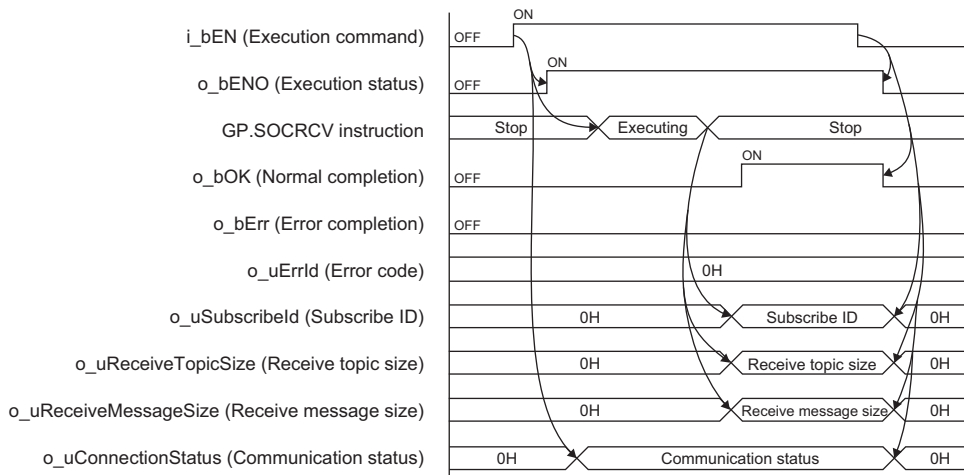 ON
i_bEN (Execution command) OFF
ON
o_bENO (Execution status) OFF
GP.SOCRCV instruction Stop Executing Stop
ON
o_bOK (Normal completion) OFF
o_bErr (Error completion) OFF
o_uErrId (Error code) 0H
o_uSubscribeId (Subscribe ID) 0H Subscribe ID 0H
o_uReceiveTopicSize (Receive topic size) 0H Receive topic size 0H
o_uReceiveMessageSize (Receive message size) 0H Receive message size 0H
o_uConnectionStatus (Communication status) 0H Communication status 0H